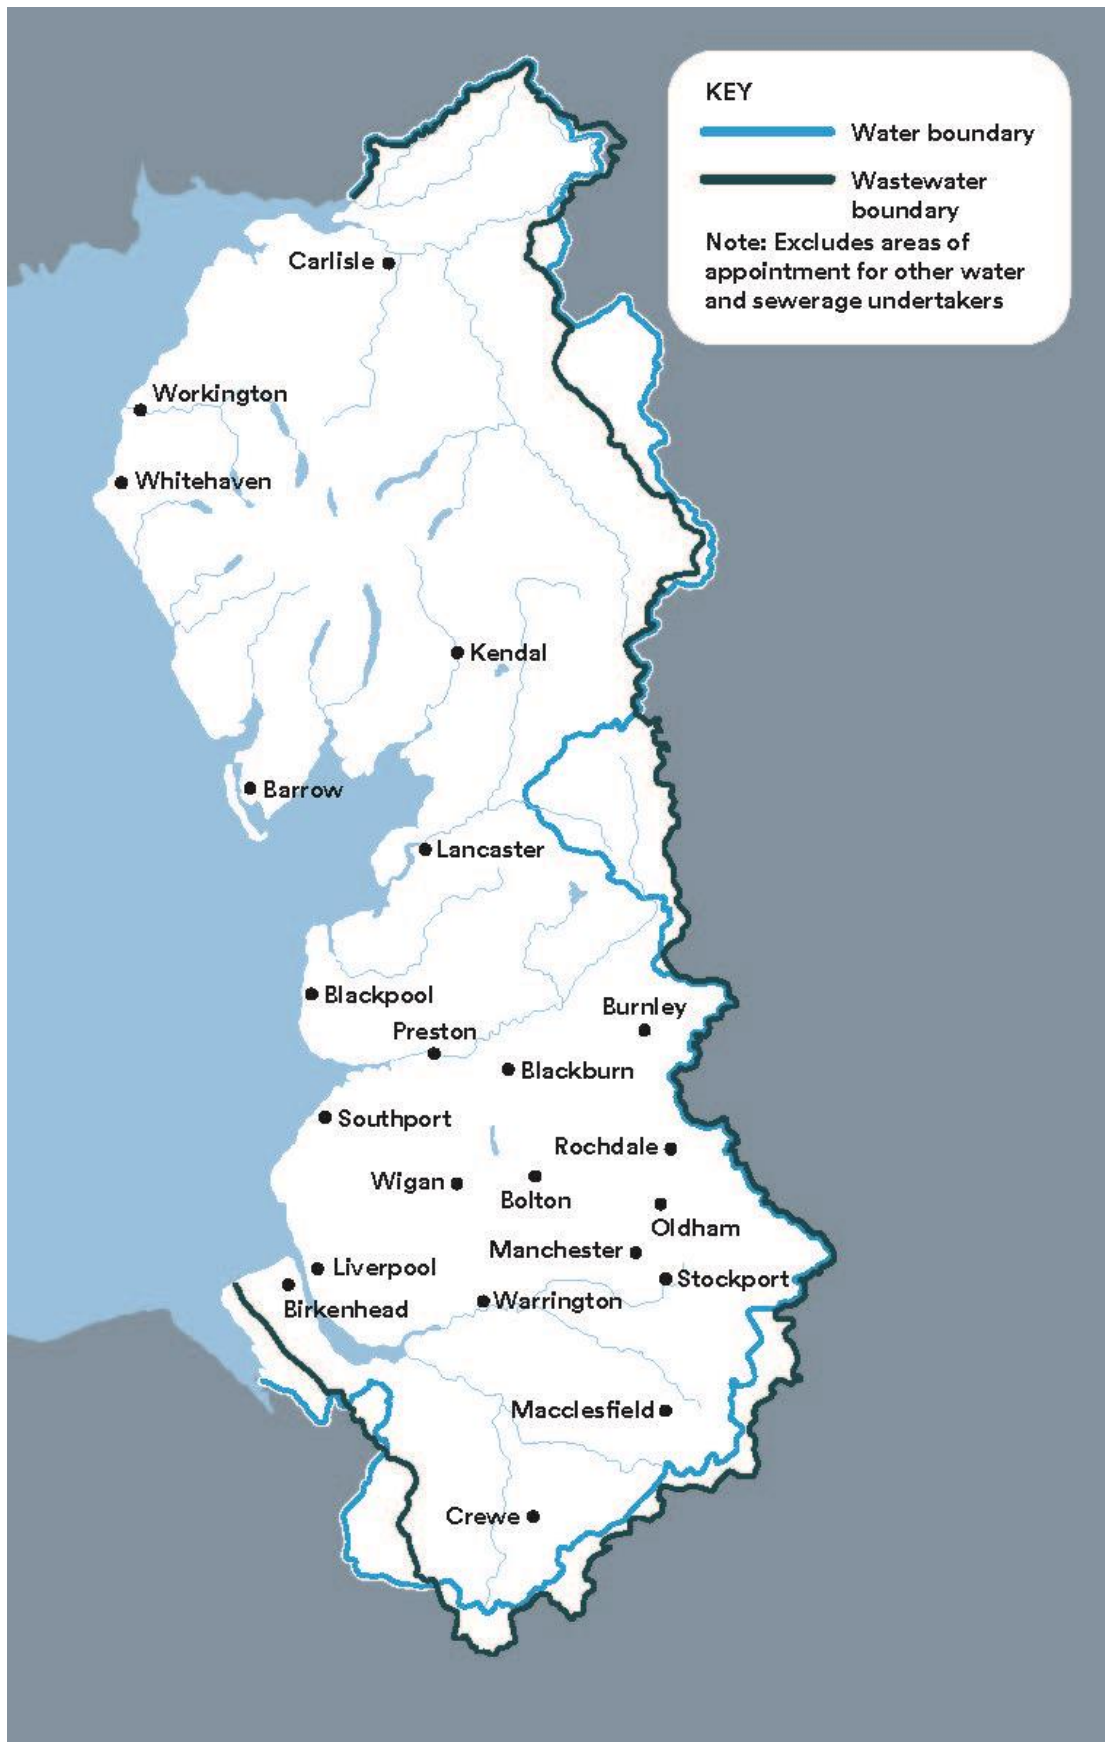 KEY
Water boundary
Wastewater
boundary
Note: Excludes areas of
appointment for other water
and sewerage undertakers
Carlisle
Workington
Whitehaven
Kendal
Barrow
Lancaster
Blackpool
Burnley
Preston
Blackburn
Southport
Rochdale
Wigan
Bolton
Oldham
Manchester
Liverpool
Stockport
Birkenhead
Warrington
Macclesfield
Crewe